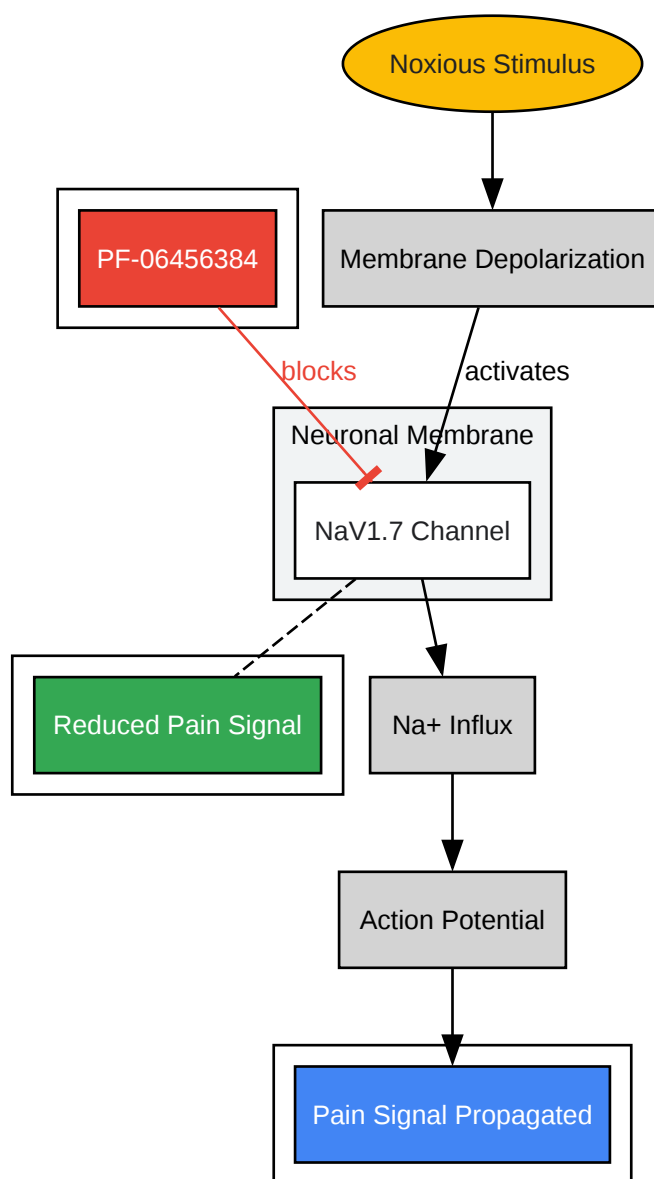 Noxious Stimulus
PF-06456384
Membrane Depolarization
blocks
activates
Neuronal Membrane
NaV1.7 Channel
Reduced Pain Signal
Na+ Influx
Action Potential
Pain Signal Propagated